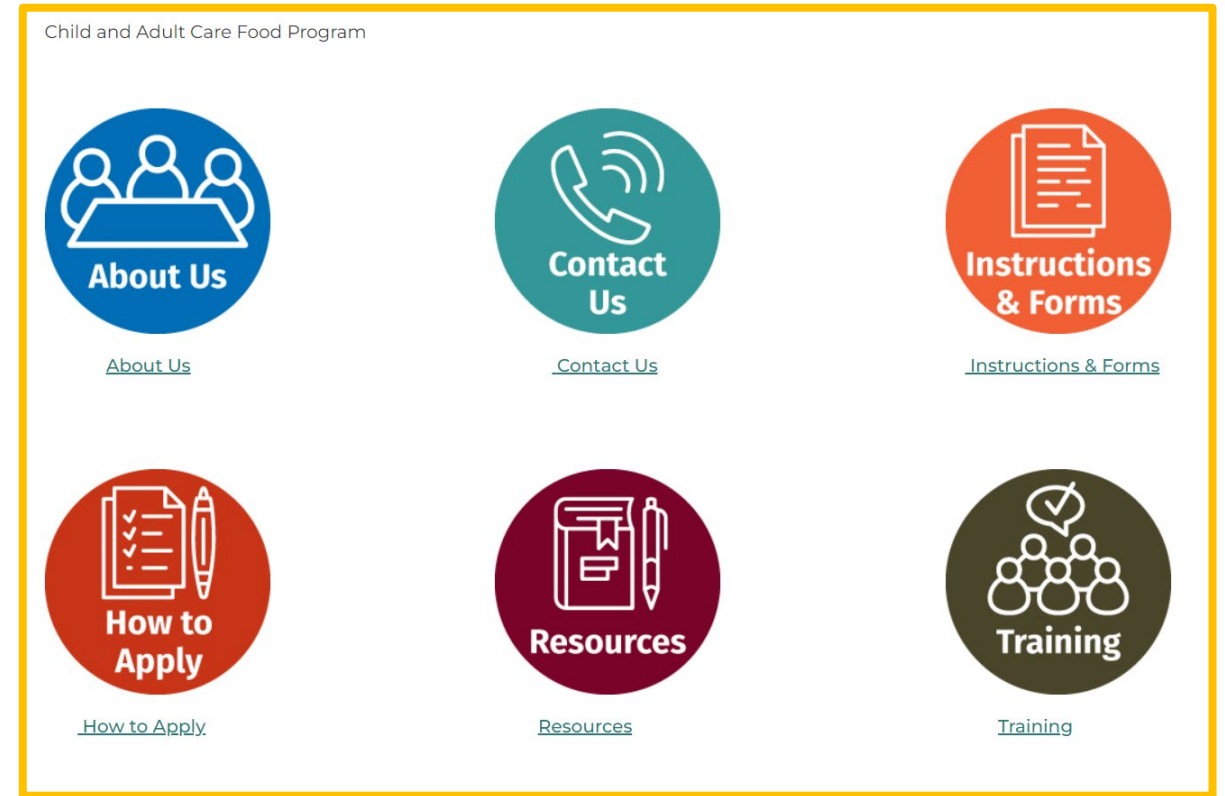 Child and Adult Care Food Program
About Us
Contact
Us
Instructions
& Forms
About Us
Contact Us
Instructions & Forms
How to
Apply
Resources
Training
How to Apply
Resources
Training